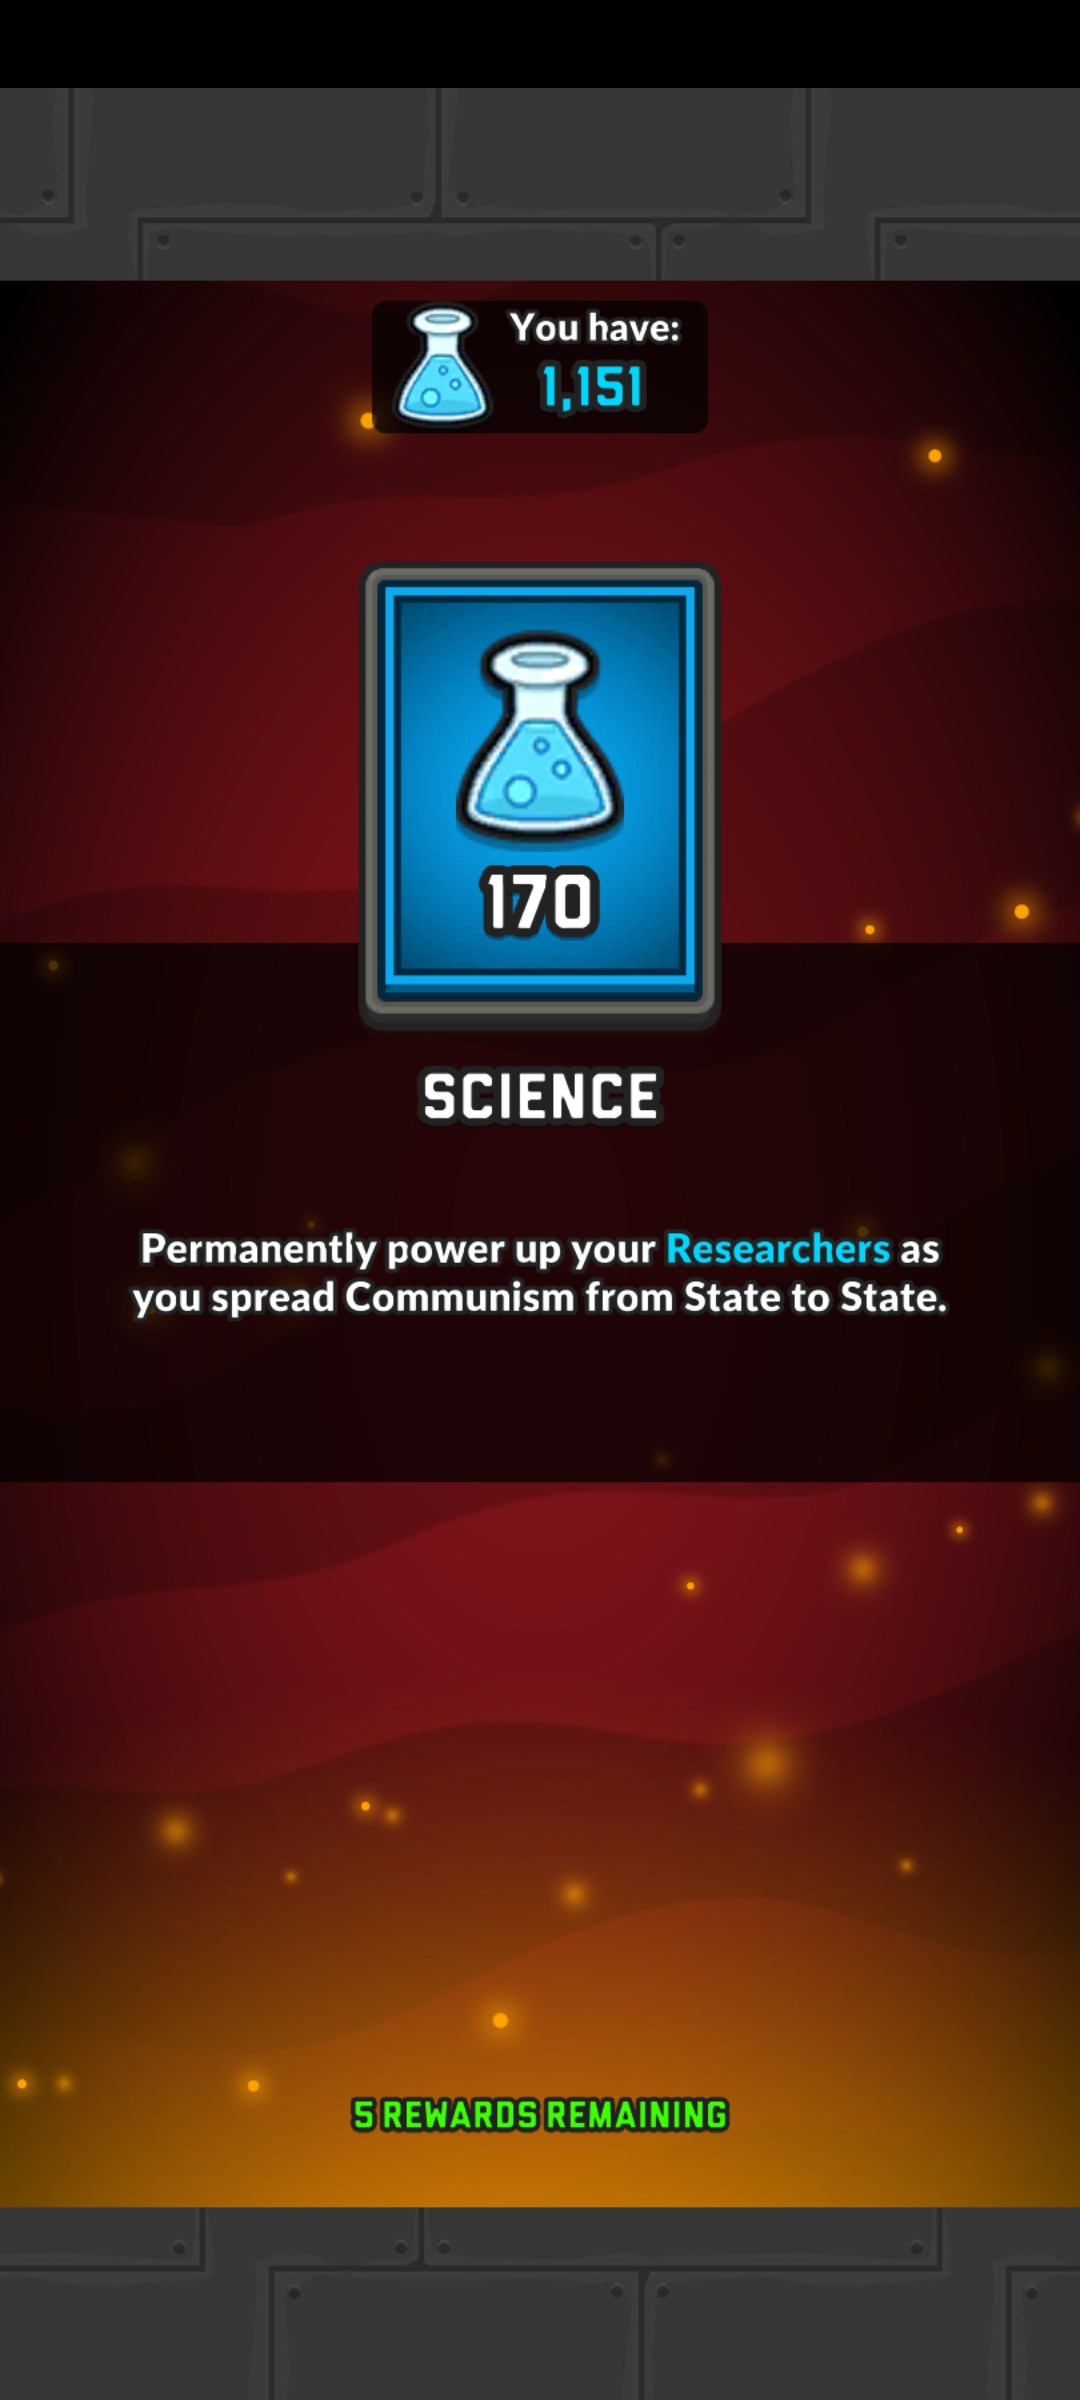 You have:
1,151
170
SCIENCE
Permanently power up your Researchers as
you spread Communism from State to State.
5 REWARDS REMAINING